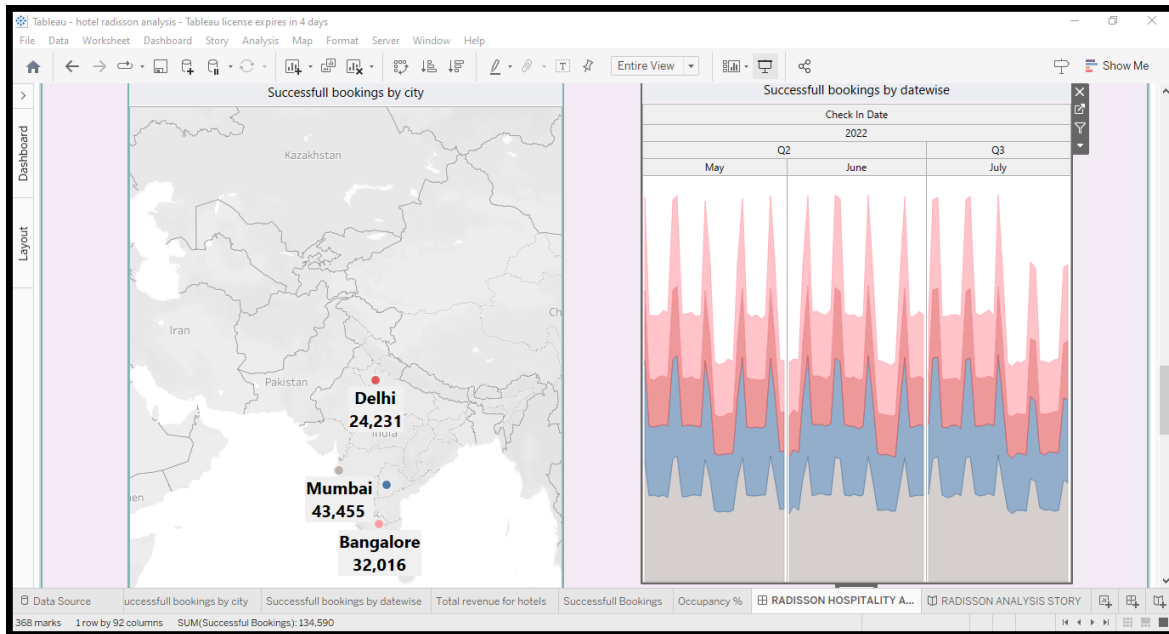 Tableau - hotel radisson analysis - Tableau license expires in 4 days
File Data Worksheet Dashboard Story Analysis Map Format Server Window Help
Entire View
Show Me
Dashboard
Layout
Successfull bookings by city
Kazakhstan
Iran
Pakistan
Ch
India
en
Delhi
24,231
Mumbai
43,455
Bangalore
32,016
Successfull bookings by datewise
Check In Date
2022
Q2 Q3
May June July
Data Source uccessfull bookings by city Successfull bookings by datewise Total revenue for hotels Successfull Bookings Occupancy % RADISSON HOSPITALITY A... RADISSON ANALYSIS STORY
368 marks 1 row by 92 columns SUM(Successful Bookings): 134,590